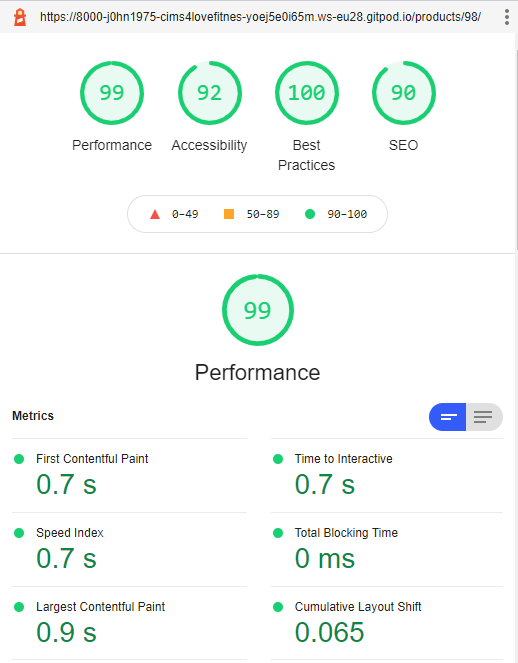 https://8000-j0hn1975-cims4lovefitnes-yoej5e0i65m.ws-eu28.gitpod.io/products/98/
99 92 100 90
Performance Accessibility Best Practices SEO
0–49 50–89 90–100
99
Performance
Metrics
First Contentful Paint Time to Interactive
0.7 s 0.7 s
Speed Index Total Blocking Time
0.7 s 0 ms
Largest Contentful Paint Cumulative Layout Shift
0.9 s 0.065